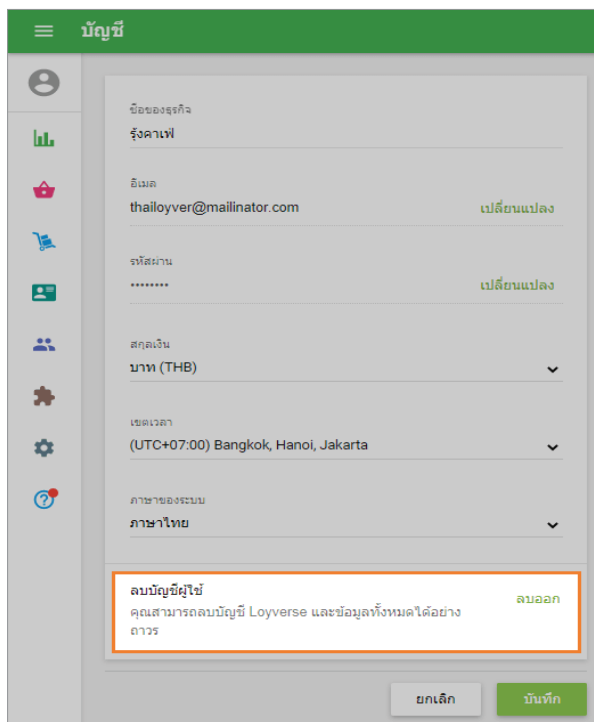 บัญชี
ชื่อของธุรกิจ
รุ้งคาเฟ่
อีเมล
thailoyver@mailinator.com เปลี่ยนแปลง
รหัสผ่าน
•••••••• เปลี่ยนแปลง
สกุลเงิน
บาท (THB)
เขตเวลา
(UTC+07:00) Bangkok, Hanoi, Jakarta
ภาษาของระบบ
ภาษาไทย
ลบบัญชีผู้ใช้
ลบออก
คุณสามารถลบบัญชี Loyverse และข้อมูลทั้งหมดได้อย่าง
ถาวร
ยกเลิก บันทึก